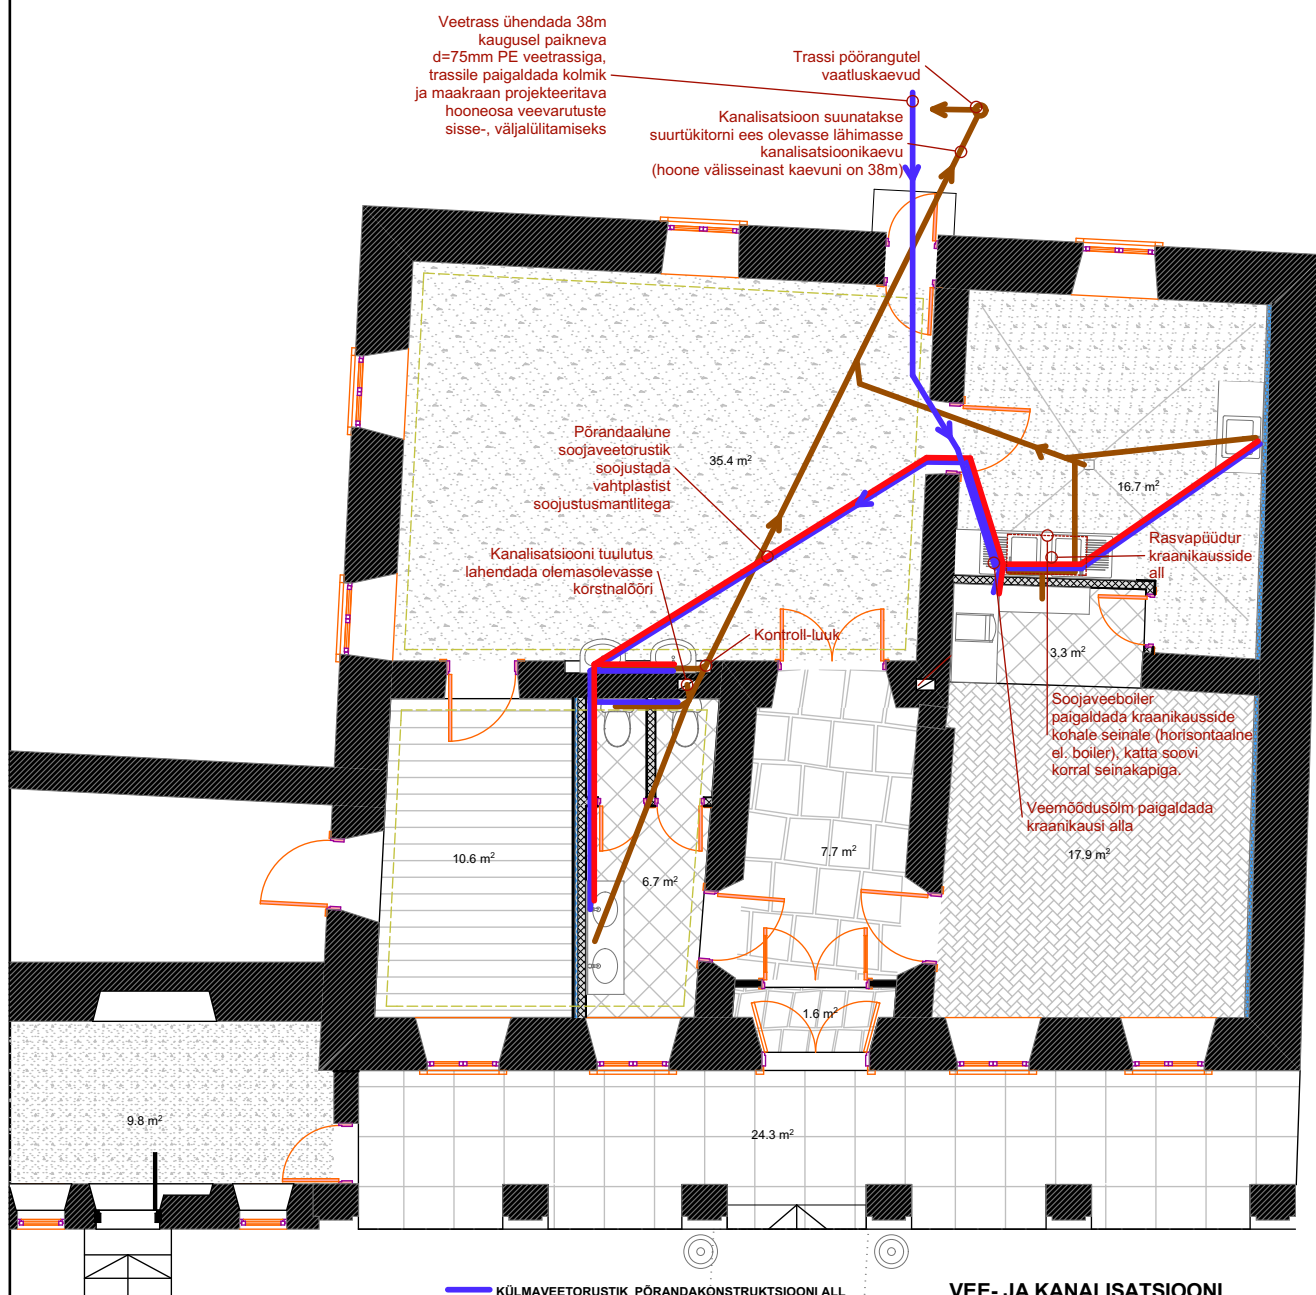 Veetrass ühendada 38m
kaugusel paikneva
d=75mm PE veetrassiga,
trassile paigaldada kolmik
ja maakraan projekteeritava
hooneosa veevarutuste
sisse-, väljalülitamiseks
Trassi pöörangutel
vaatluskaevud
Kanalisatsioon suunatakse
suurtükitorni ees olevasse lähimasse
kanalisatsioonikaevu
(hoone välisseinast kaevuni on 38m)
Põrandaalune
soojaveetorustik
soojustada
vahtplastist
soojustusmantlitega
35.4 m²
16.7 m²
Rasvapüüdur
kraanikausside
all
Kanalisatsiooni tuulutus
lahendada olemasolevasse
korstnalõõri
Kontroll-luuk
3.3 m²
Soojaveeboiler
paigaldada kraanikausside
kohale seinale (horisontaalne
el. boiler), katta soovi
korral seinakapiga.
Veemõõdusõlm paigaldada
kraanikausi alla
10.6 m²
6.7 m²
7.7 m²
17.9 m²
1.6 m²
9.8 m²
24.3 m²
KÜLMAVEETORUSTIK PÕRANDAKONSTRUKTSIOONI ALL
VEE- JA KANALISATSIOONI